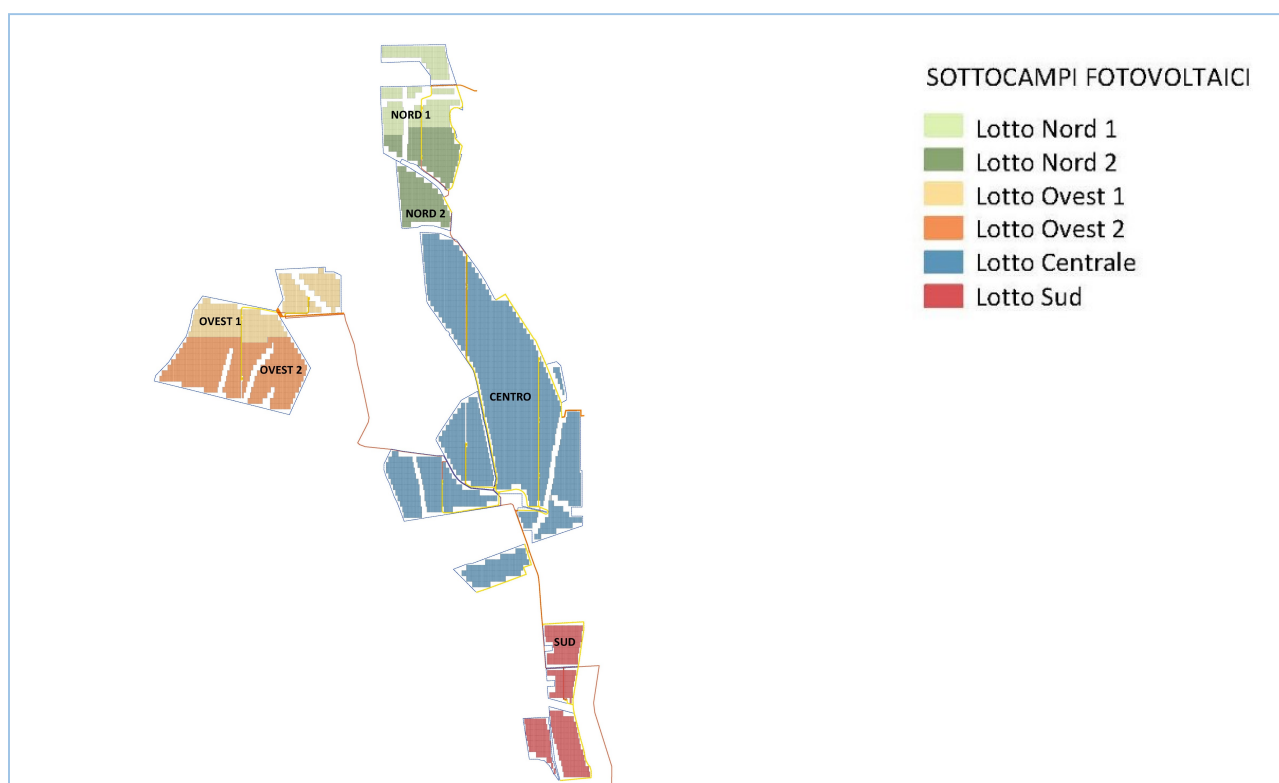 SOTTOCAMPI FOTOVOLTAICI
Lotto Nord 1
Lotto Nord 2
Lotto Ovest 1
Lotto Ovest 2
Lotto Centrale
Lotto Sud
NORD 1
NORD 2
OVEST 1
OVEST 2
CENTRO
SUD